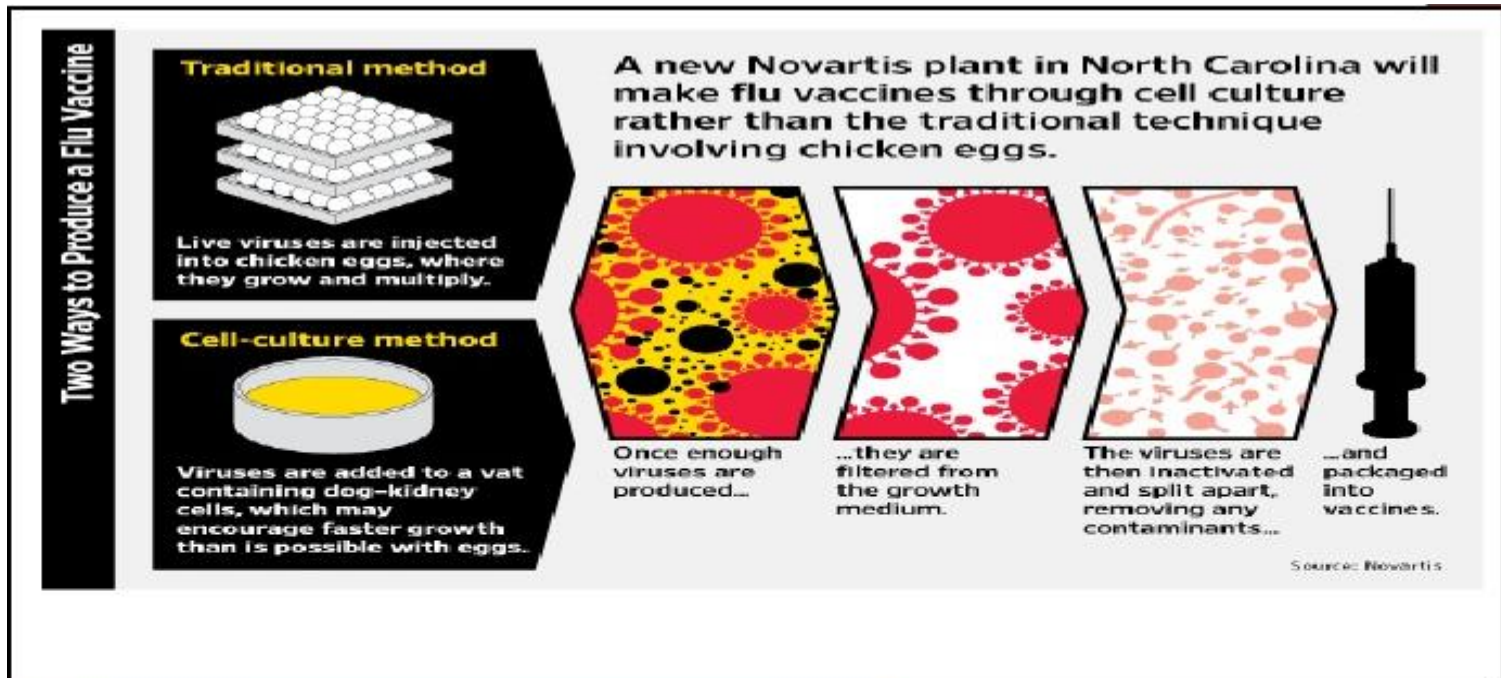 Two Ways to Produce a Flu Vaccine
Traditional method
Live viruses are injected
into chicken eggs, where
they grow and multiply.
Cell-culture method
Viruses are added to a vat
containing dog-kidney
cells, which may
encourage faster growth
than is possible with eggs.
A new Novartis plant in North Carolina will
make flu vaccines through cell culture
rather than the traditional technique
involving chicken eggs.
Once enough
viruses are
produced...
...they are
filtered from
the growth
medium.
The viruses are
then inactivated
and split apart,
removing any
contaminants...
...and
packaged
into
vaccines.
Source: Novartis